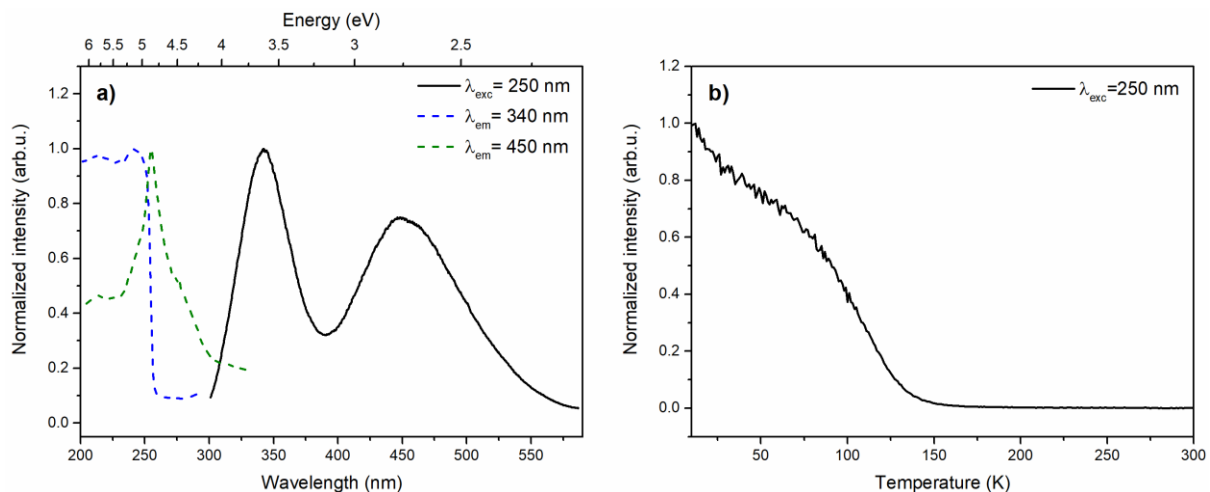 Energy (eV)
6 5.5 5 4.5 4 3.5 3 2.5
a)
λexc= 250 nm
λem= 340 nm
λem= 450 nm
Normalized intensity (arb.u.)
1.2
1.0
0.8
0.6
0.4
0.2
0.0
200 250 300 350 400 450 500 550
Wavelength (nm)
b)
λexc=250 nm
Normalized intensity (arb.u.)
1.2
1.0
0.8
0.6
0.4
0.2
0.0
50 100 150 200 250 300
Temperature (K)